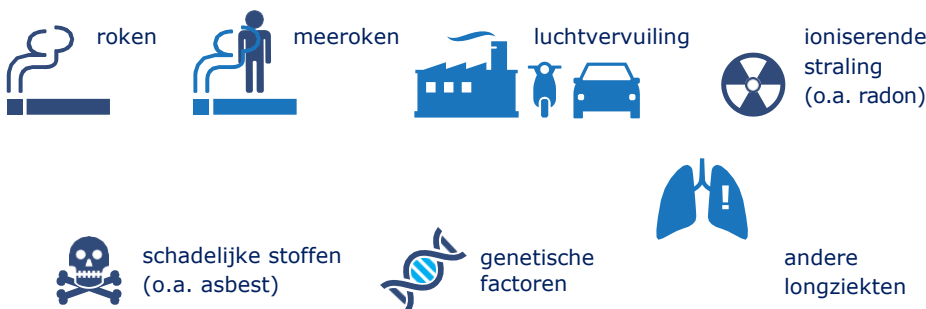 roken
meeroken
luchtvervuiling
ioniserende
straling
(o.a. radon)
schadelijke stoffen
(o.a. asbest)
genetische
factoren
!
andere
longziekten